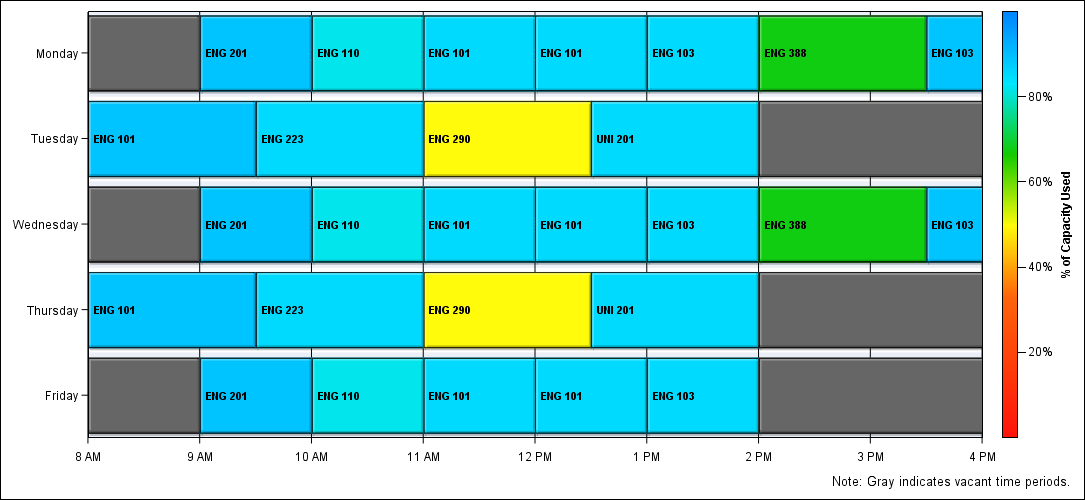 Monday
ENG 201 ENG 110 ENG 101 ENG 101 ENG 103 ENG 388 ENG 103
Tuesday
ENG 101 ENG 223 ENG 290 UNI 201
Wednesday
ENG 201 ENG 110 ENG 101 ENG 101 ENG 103 ENG 388 ENG 103
Thursday
ENG 101 ENG 223 ENG 290 UNI 201
Friday
ENG 201 ENG 110 ENG 101 ENG 101 ENG 103
8 AM 9 AM 10 AM 11 AM 12 PM 1 PM 2 PM 3 PM 4 PM
80%
60%
40%
20%
% of Capacity Used
Note: Gray indicates vacant time periods.